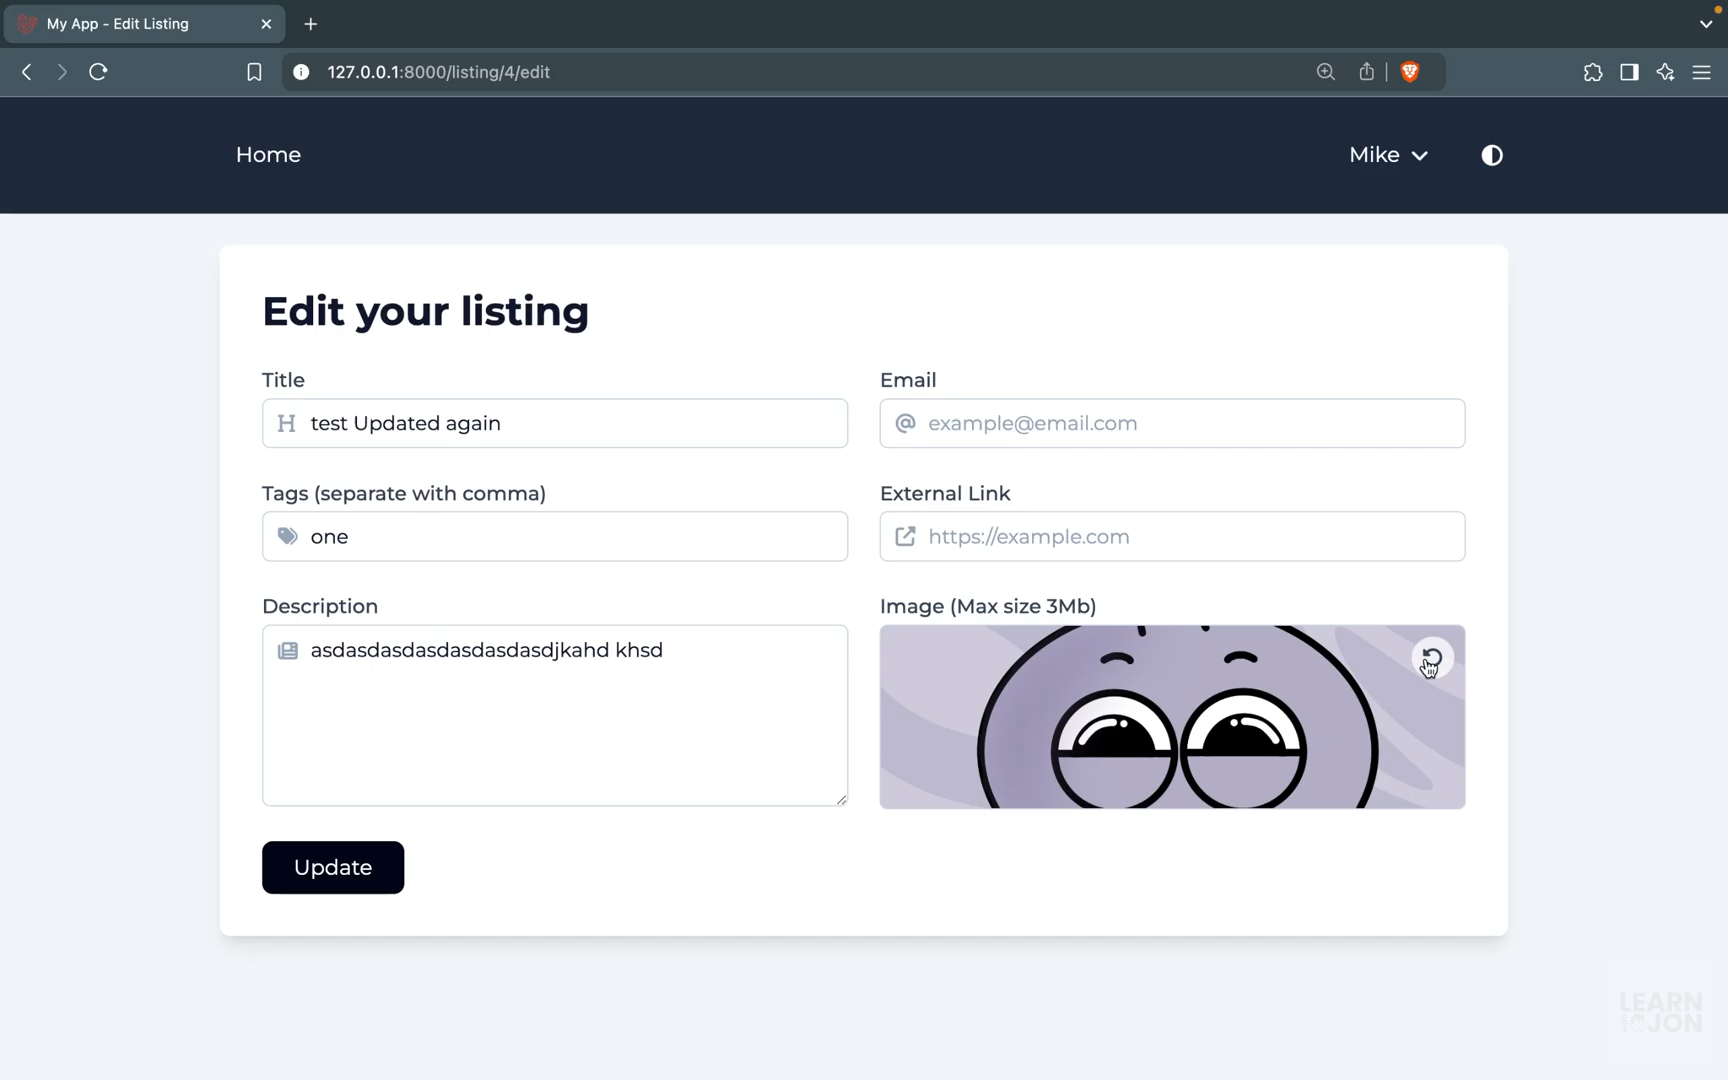 My App - Edit Listing
127.0.0.1:8000/listing/4/edit
Home
Mike
Edit your listing
Title
Email
test Updated again
example@email.com
Tags (separate with comma)
External Link
one
https://example.com
Description
Image (Max size 3Mb)
asdasdasdasdasdasdasdjkahd khsd
Update
LEARN
JON